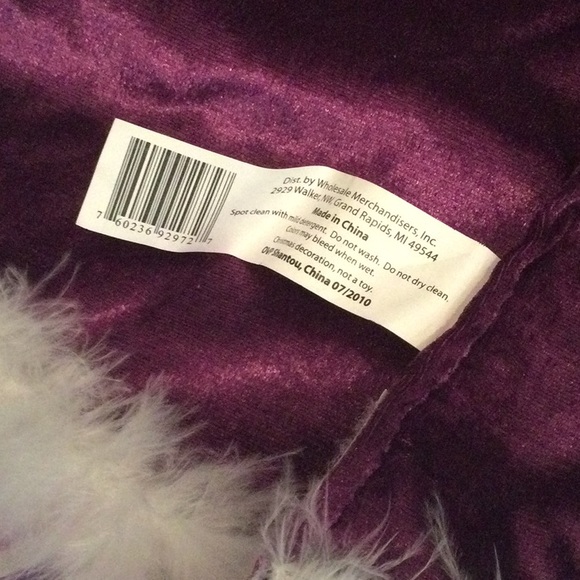 7 60236 92972 7
Dist. by Wholesale Merchandisers, Inc.
2929 Walker, NW, Grand Rapids, MI 49544
Made in China
Spot clean with mild detergent. Do not wash. Do not dry clean.
Colors may bleed when wet.
Christmas decoration, not a toy.
OVP Shantou, China 07/2010